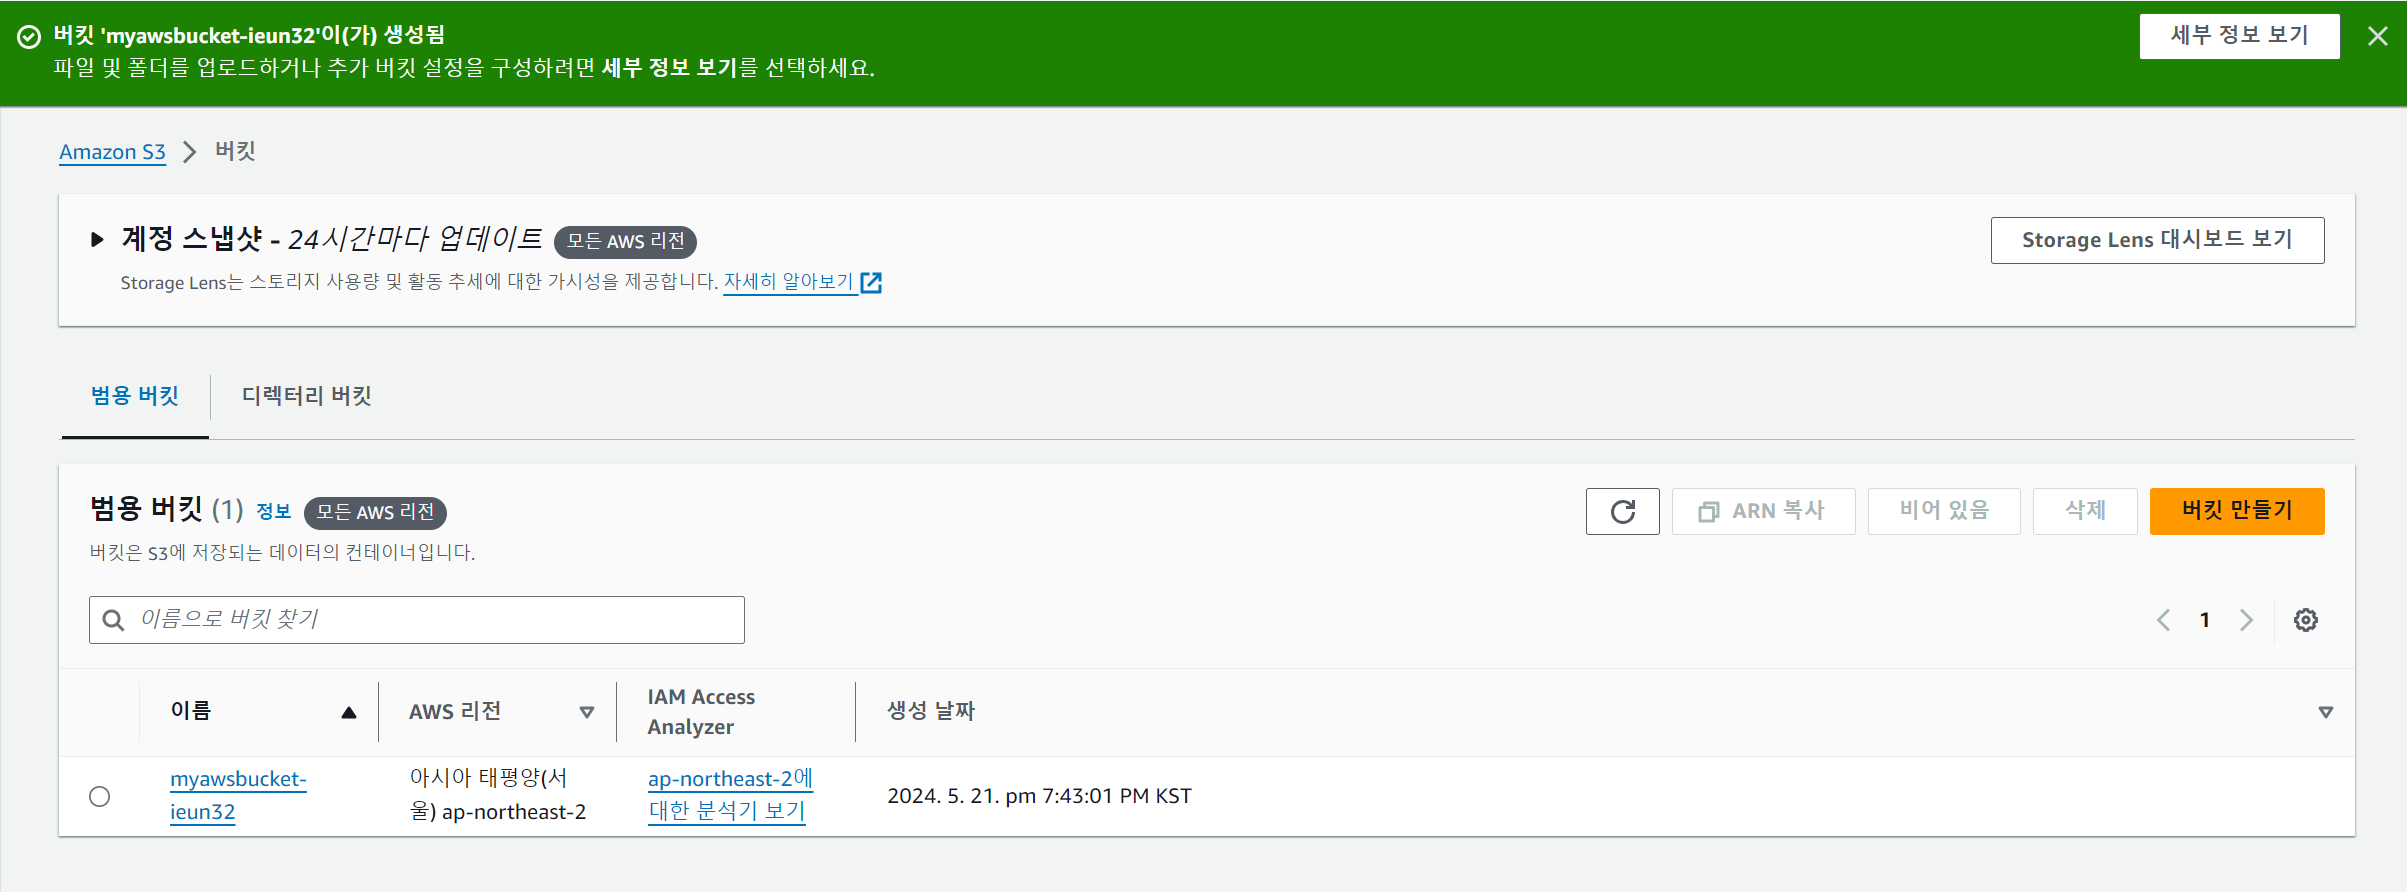 버킷 'myawsbucket-ieun32'이(가) 생성됨
세부 정보 보기
파일 및 폴더를 업로드하거나 추가 버킷 설정을 구성하려면 세부 정보 보기를 선택하세요.
Amazon S3
버킷
계정 스냅샷 - 24시간마다 업데이트
모든 AWS 리전
Storage Lens 대시보드 보기
Storage Lens는 스토리지 사용량 및 활동 추세에 대한 가시성을 제공합니다. 자세히 알아보기
범용 버킷
디렉터리 버킷
범용 버킷 (1) 정보
모든 AWS 리전
ARN 복사
비어 있음
삭제
버킷 만들기
버킷은 S3에 저장되는 데이터의 컨테이너입니다.
이름으로 버킷 찾기
1
이름
AWS 리전
IAM Access
Analyzer
생성 날짜
myawsbucket-
ieun32
아시아 태평양(서
울) ap-northeast-2
ap-northeast-2에
대한 분석기 보기
2024. 5. 21. pm 7:43:01 PM KST